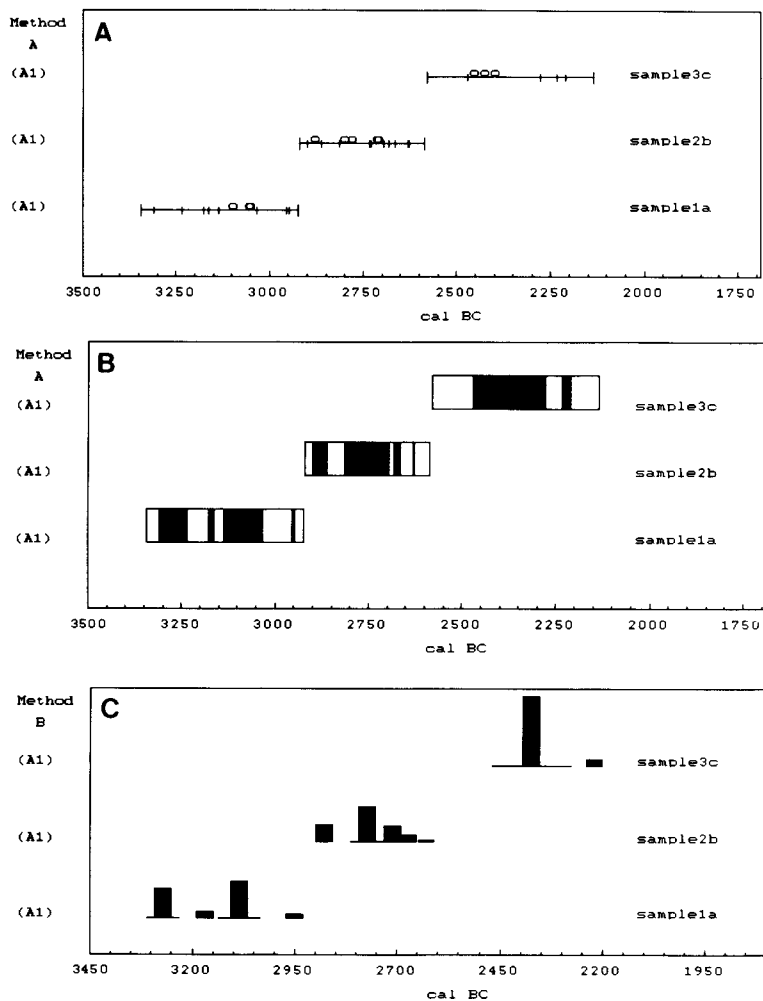 Method
A
A
(A1) sample3c
(A1) sample2b
(A1) sample1a
3500 3250 3000 2750 2500 2250 2000 1750
cal BC
Method
B
A
(A1) sample3c
(A1) sample2b
(A1) sample1a
3500 3250 3000 2750 2500 2250 2000 1750
cal BC
Method
C
B
(A1) sample3c
(A1) sample2b
(A1) sample1a
3450 3200 2950 2700 2450 2200 1950
cal BC